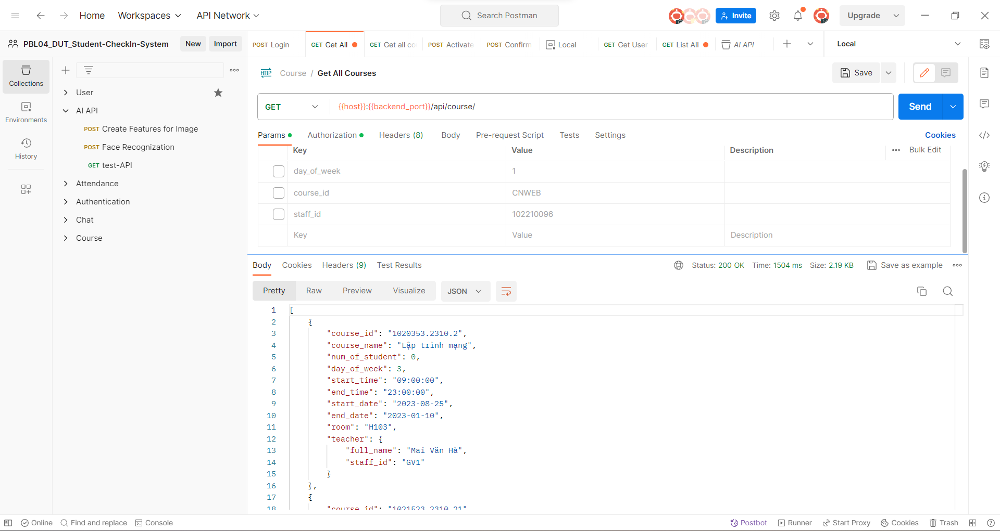 Home Workspaces API Network Search Postman Invite Upgrade
PBL04_DUT_Student-CheckIn-System New Import
POST Login GET Get All GET Get all co POST Activate POST Confirm Local GET Get User GET List All AI API Local
Collections
Environments
History
User
AI API
POST Create Features for Image
POST Face Recognization
GET test-API
Attendance
Authentication
Chat
Course
HTTP Course / Get All Courses Save
GET {{host}}:{{backend_port}}/api/course/ Send
Params Authorization Headers (8) Body Pre-request Script Tests Settings Cookies
Key Value Description Bulk Edit
day_of_week 1
course_id CNWEB
staff_id 102210096
Key Value Description
Body Cookies Headers (9) Test Results Status: 200 OK Time: 1504 ms Size: 2.19 KB Save as example
Pretty Raw Preview Visualize JSON
1 [
2 {
3 "course_id": "1020353.2310.2",
4 "course_name": "Lập trình mạng",
5 "num_of_student": 0,
6 "day_of_week": 3,
7 "start_time": "09:00:00",
8 "end_time": "23:00:00",
9 "start_date": "2023-08-25",
10 "end_date": "2023-01-10",
11 "room": "H103",
12 "teacher": {
13 "full_name": "Mai Văn Hà",
14 "staff_id": "GV1"
15 }
16 },
17 {
18 "course_id": "1021523.2310.21"
Online Find and replace Console Postbot Runner Start Proxy Cookies Trash